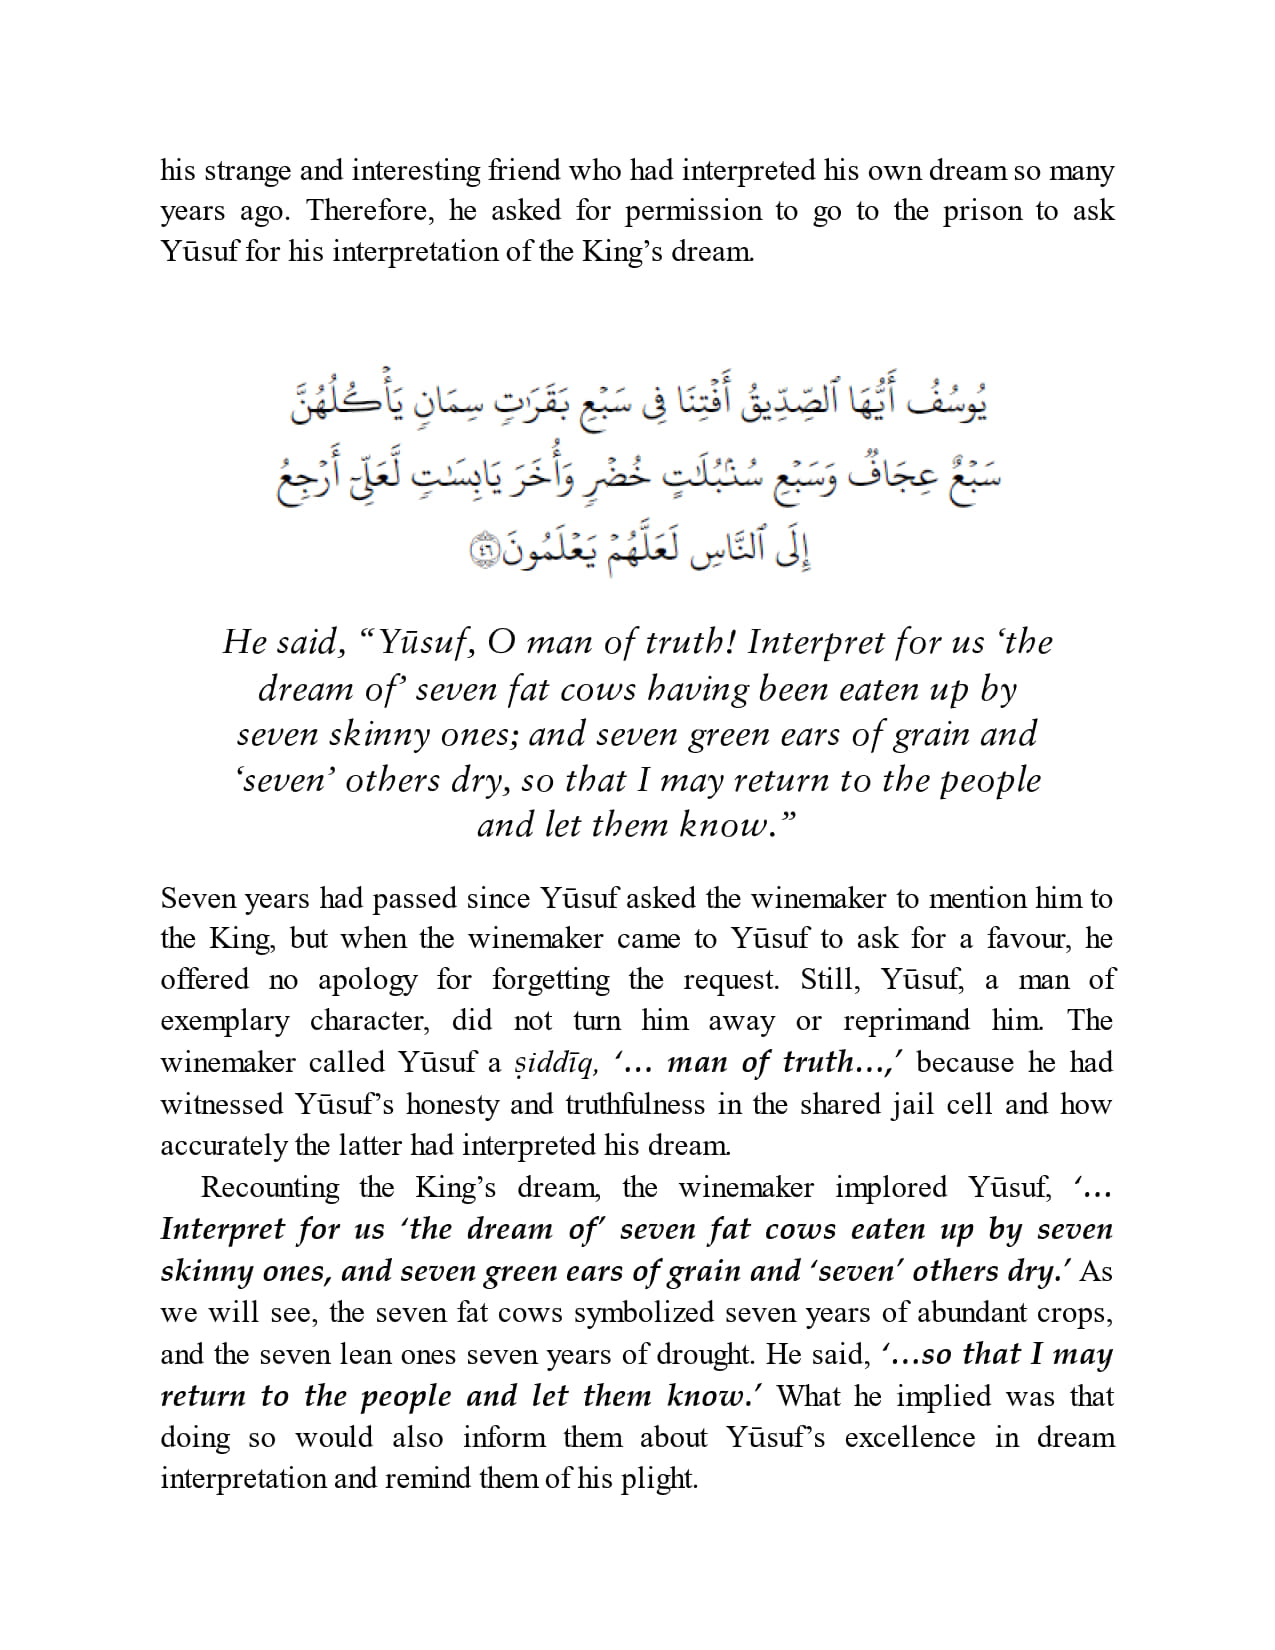 his strange and interesting friend who had interpreted his own dream so many
years ago. Therefore, he asked for permission to go to the prison to ask
Yūsuf for his interpretation of the King’s dream.
يُوسُفُ أَيُّهَا ٱلصِّدِّيقُ أَفۡتِنَا فِي سَبۡعِ بَقَرَٰتٖ سِمَانٖ يَأۡكُلُهُنَّ
سَبۡعٌ عِجَافٞ وَسَبۡعِ سُنۢبُلَٰتٍ خُضۡرٖ وَأُخَرَ يَابِسَٰتٖ لَّعَلِّيٓ أَرۡجِعُ
إِلَى ٱلنَّاسِ لَعَلَّهُمۡ يَعۡلَمُونَ ٤٦
He said, “Yūsuf, O man of truth! Interpret for us ‘the
dream of’ seven fat cows having been eaten up by
seven skinny ones; and seven green ears of grain and
‘seven’ others dry, so that I may return to the people
and let them know.”
Seven years had passed since Yūsuf asked the winemaker to mention him to
the King, but when the winemaker came to Yūsuf to ask for a favour, he
offered no apology for forgetting the request. Still, Yūsuf, a man of
exemplary character, did not turn him away or reprimand him. The
winemaker called Yūsuf a ṣiddīq, ‘… man of truth…,’ because he had
witnessed Yūsuf’s honesty and truthfulness in the shared jail cell and how
accurately the latter had interpreted his dream.
Recounting the King’s dream, the winemaker implored Yūsuf, ‘…
Interpret for us ‘the dream of’ seven fat cows eaten up by seven
skinny ones, and seven green ears of grain and ‘seven’ others dry.’ As
we will see, the seven fat cows symbolized seven years of abundant crops,
and the seven lean ones seven years of drought. He said, ‘…so that I may
return to the people and let them know.’ What he implied was that
doing so would also inform them about Yūsuf’s excellence in dream
interpretation and remind them of his plight.